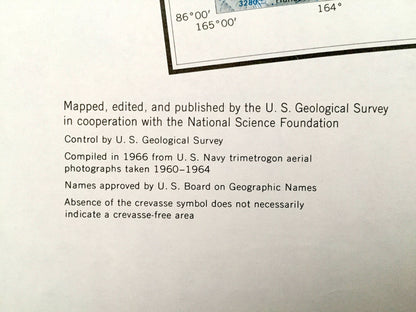 3280
86°00′
165°00′
164°
Mapped, edited, and published by the U. S. Geological Survey
in cooperation with the National Science Foundation
Control by U. S. Geological Survey
Compiled in 1966 from U. S. Navy trimetrogon aerial
photographs taken 1960–1964
Names approved by U. S. Board on Geographic Names
Absence of the crevasse symbol does not necessarily
indicate a crevasse-free area